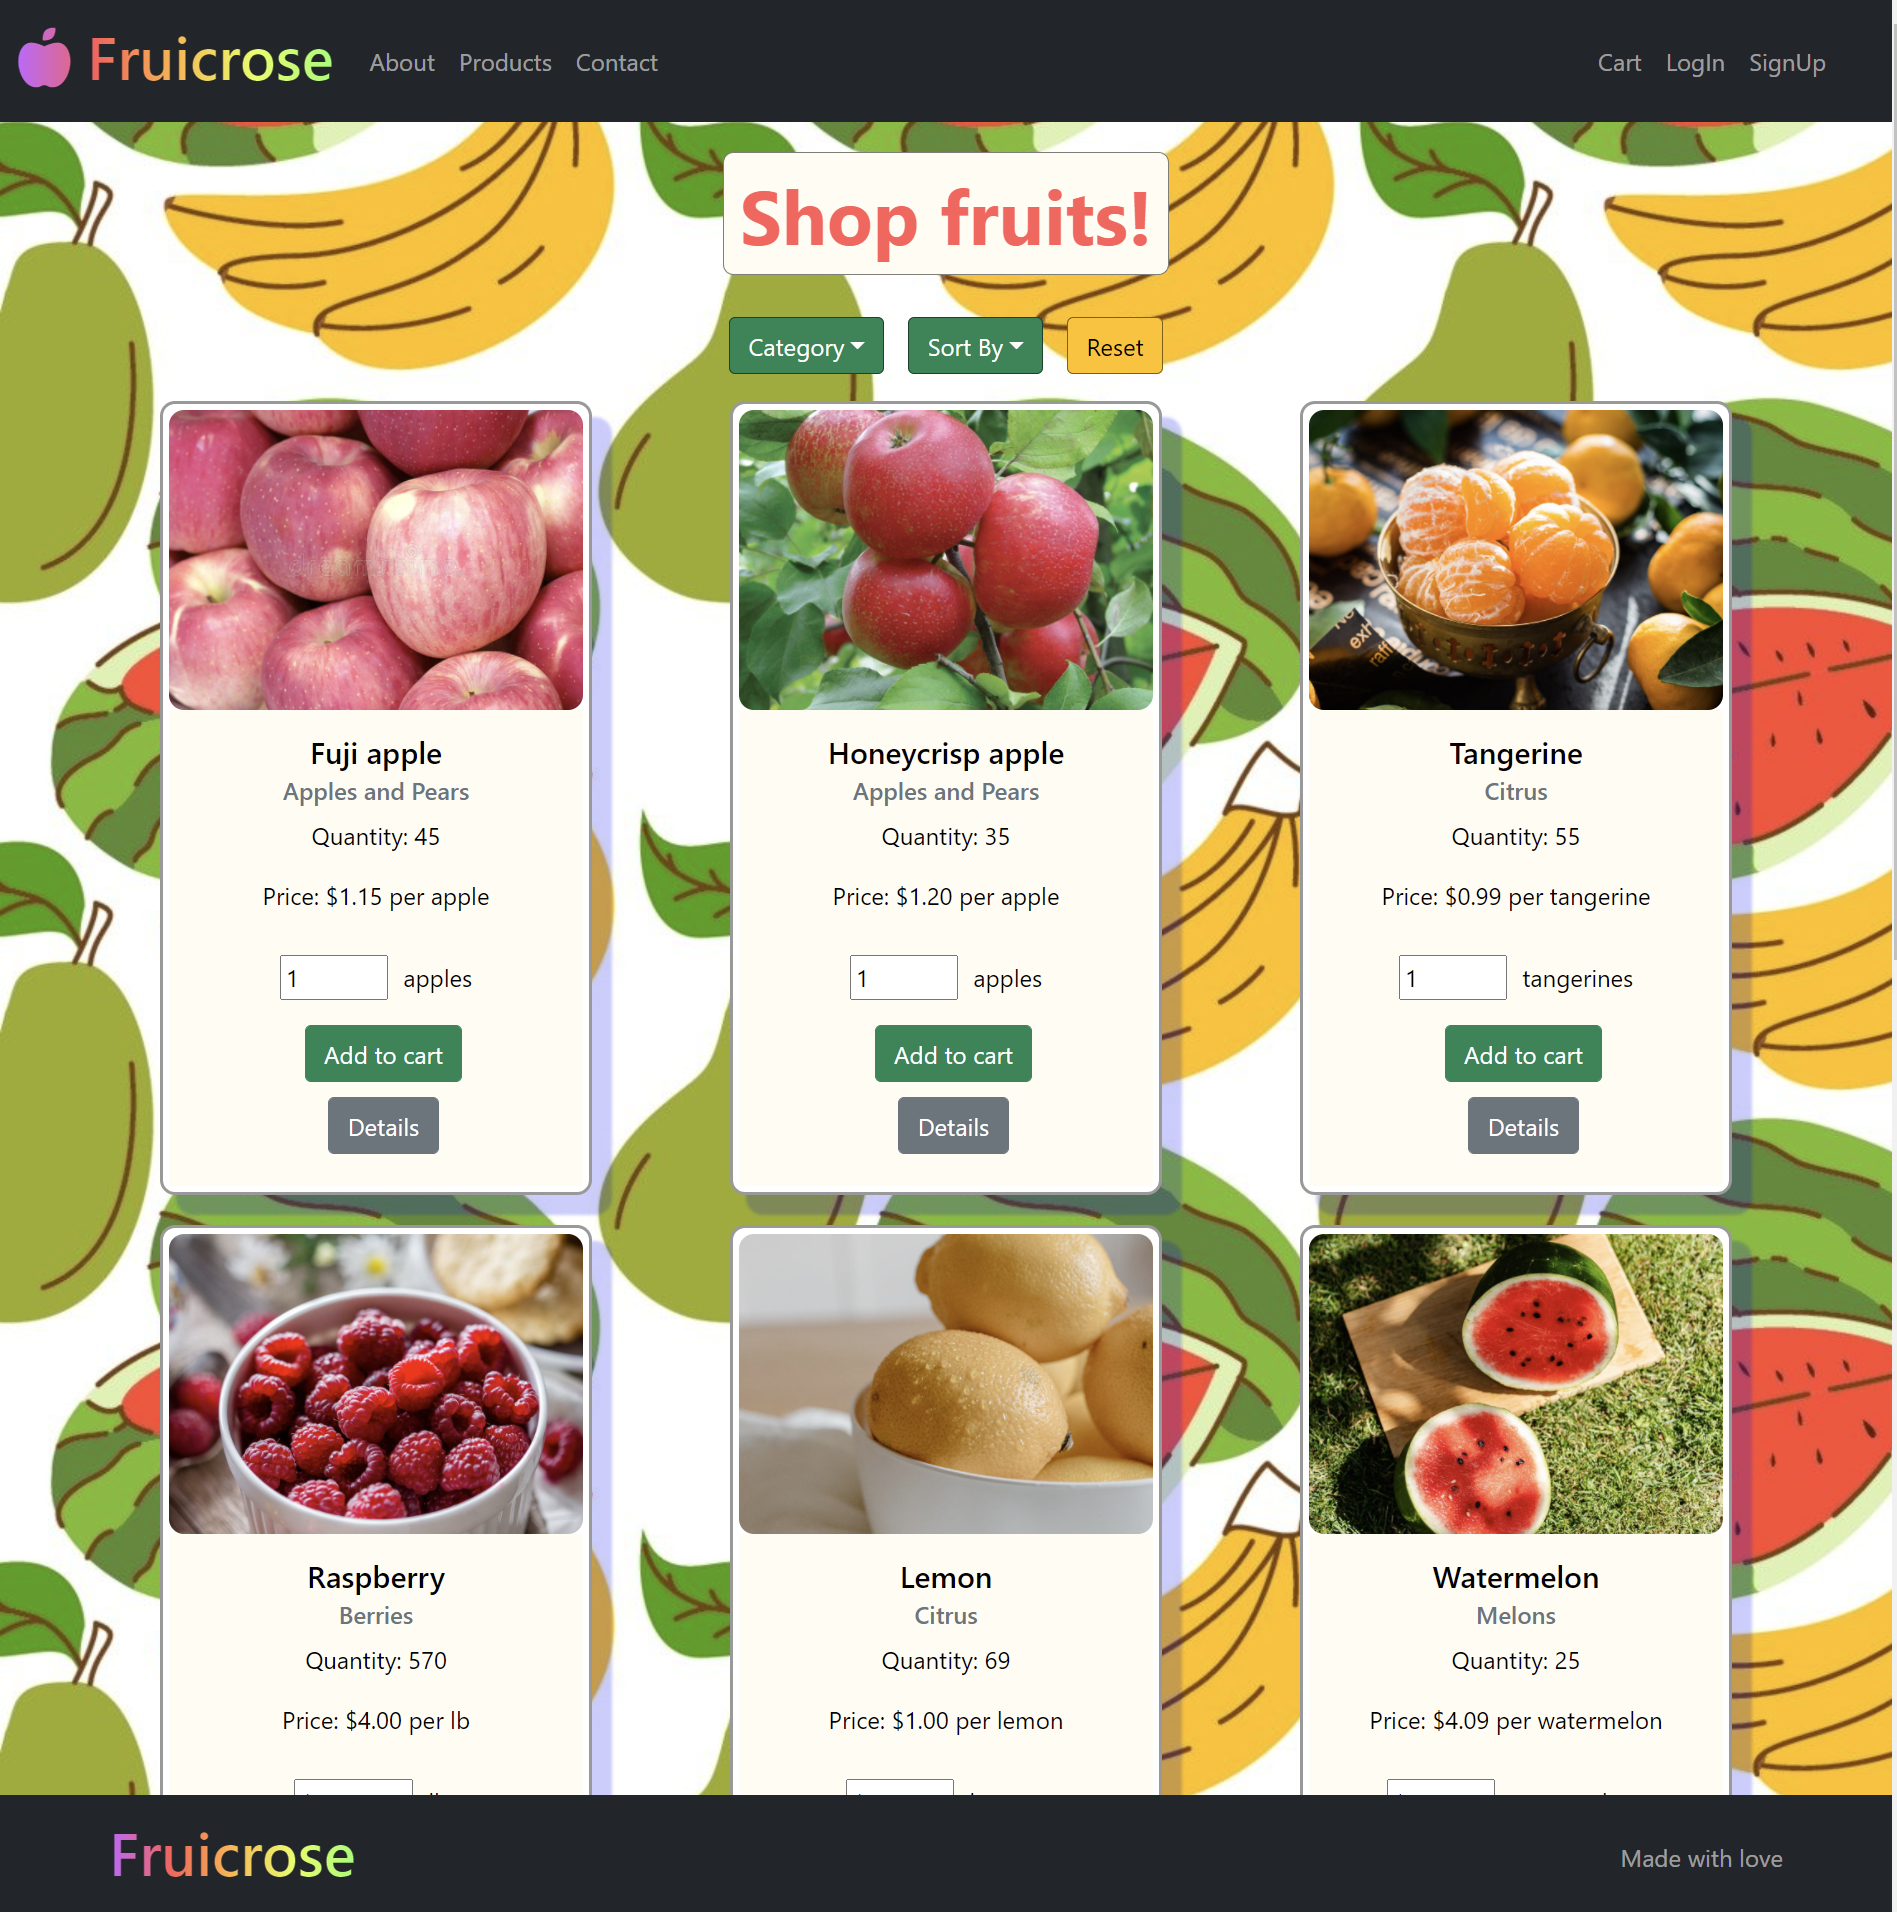 Fruicrose About Products Contact Cart LogIn SignUp
Shop fruits!
Category Sort By Reset
Fuji apple
Apples and Pears
Quantity: 45
Price: $1.15 per apple
1 apples
Add to cart
Details
Honeycrisp apple
Apples and Pears
Quantity: 35
Price: $1.20 per apple
1 apples
Add to cart
Details
Tangerine
Citrus
Quantity: 55
Price: $0.99 per tangerine
1 tangerines
Add to cart
Details
Raspberry
Berries
Quantity: 570
Price: $4.00 per lb
Lemon
Citrus
Quantity: 69
Price: $1.00 per lemon
Watermelon
Melons
Quantity: 25
Price: $4.09 per watermelon
Fruicrose Made with love